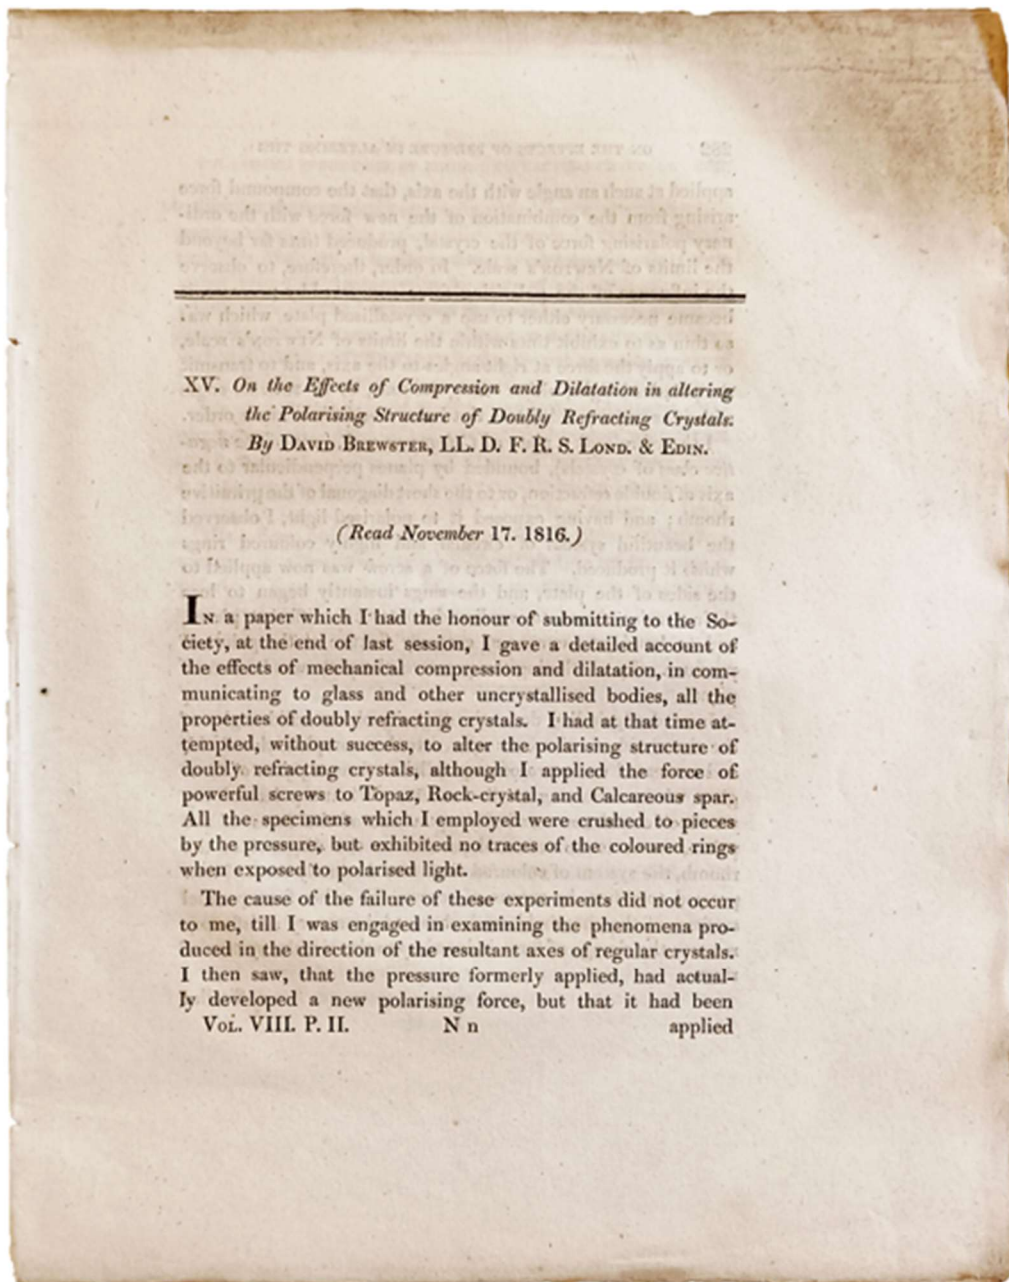 XV. On the Effects of Compression and Dilatation in altering
the Polarising Structure of Doubly Refracting Crystals.
By DAVID BREWSTER, LL. D. F. R. S. LOND. & EDIN.
(Read November 17. 1816.)
IN a paper which I had the honour of submitting to the So-
ciety, at the end of last session, I gave a detailed account of
the effects of mechanical compression and dilatation, in com-
municating to glass and other uncrystallised bodies, all the
properties of doubly refracting crystals. I had at that time at-
tempted, without success, to alter the polarising structure of
doubly refracting crystals, although I applied the force of
powerful screws to Topaz, Rock-crystal, and Calcareous spar.
All the specimens which I employed were crushed to pieces
by the pressure, but exhibited no traces of the coloured rings
when exposed to polarised light.
The cause of the failure of these experiments did not occur
to me, till I was engaged in examining the phenomena pro-
duced in the direction of the resultant axes of regular crystals.
I then saw, that the pressure formerly applied, had actual-
ly developed a new polarising force, but that it had been
VOL. VIII. P. II. N n applied